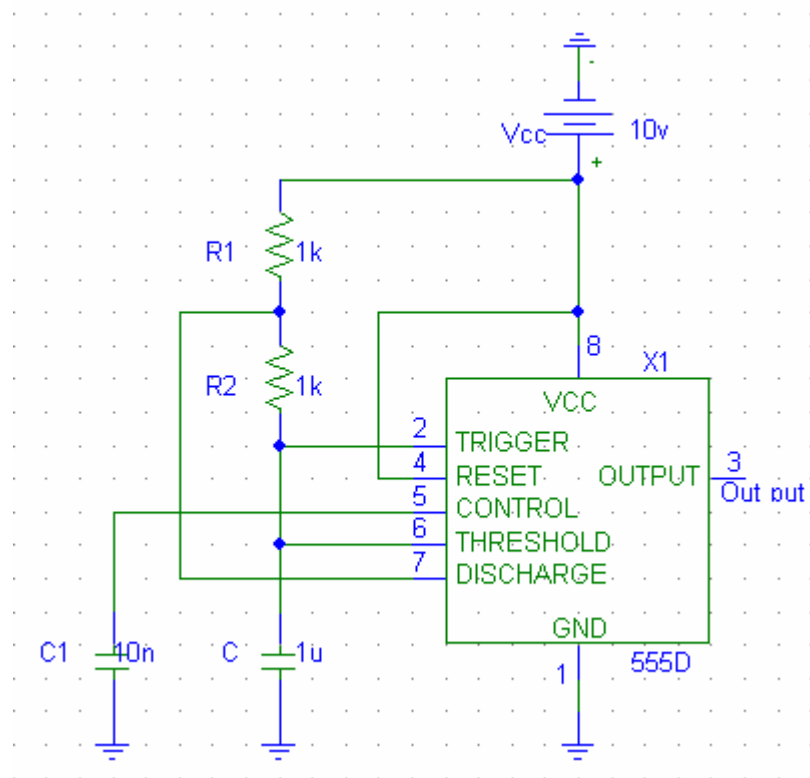 -
Vcc 10v
+
R1 1k
8
X1
R2 1k
VCC
2 TRIGGER
4 RESET OUTPUT 3
Out put
5 CONTROL
6 THRESHOLD
7 DISCHARGE
GND
C1 10n C 1u
1 555D